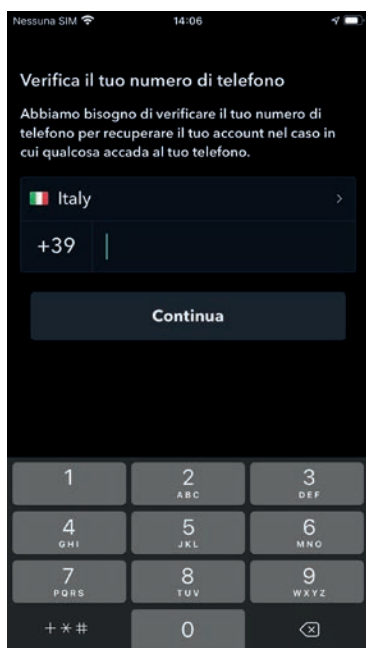 Nessuna SIM 14:06
Verifica il tuo numero di telefono
Abbiamo bisogno di verificare il tuo numero di
telefono per recuperare il tuo account nel caso in
cui qualcosa accada al tuo telefono.
Italy >
+39
Continua
1 2 3
ABC DEF
4 5 6
GHI JKL MNO
7 8 9
PQRS TUV WXYZ
+*# 0